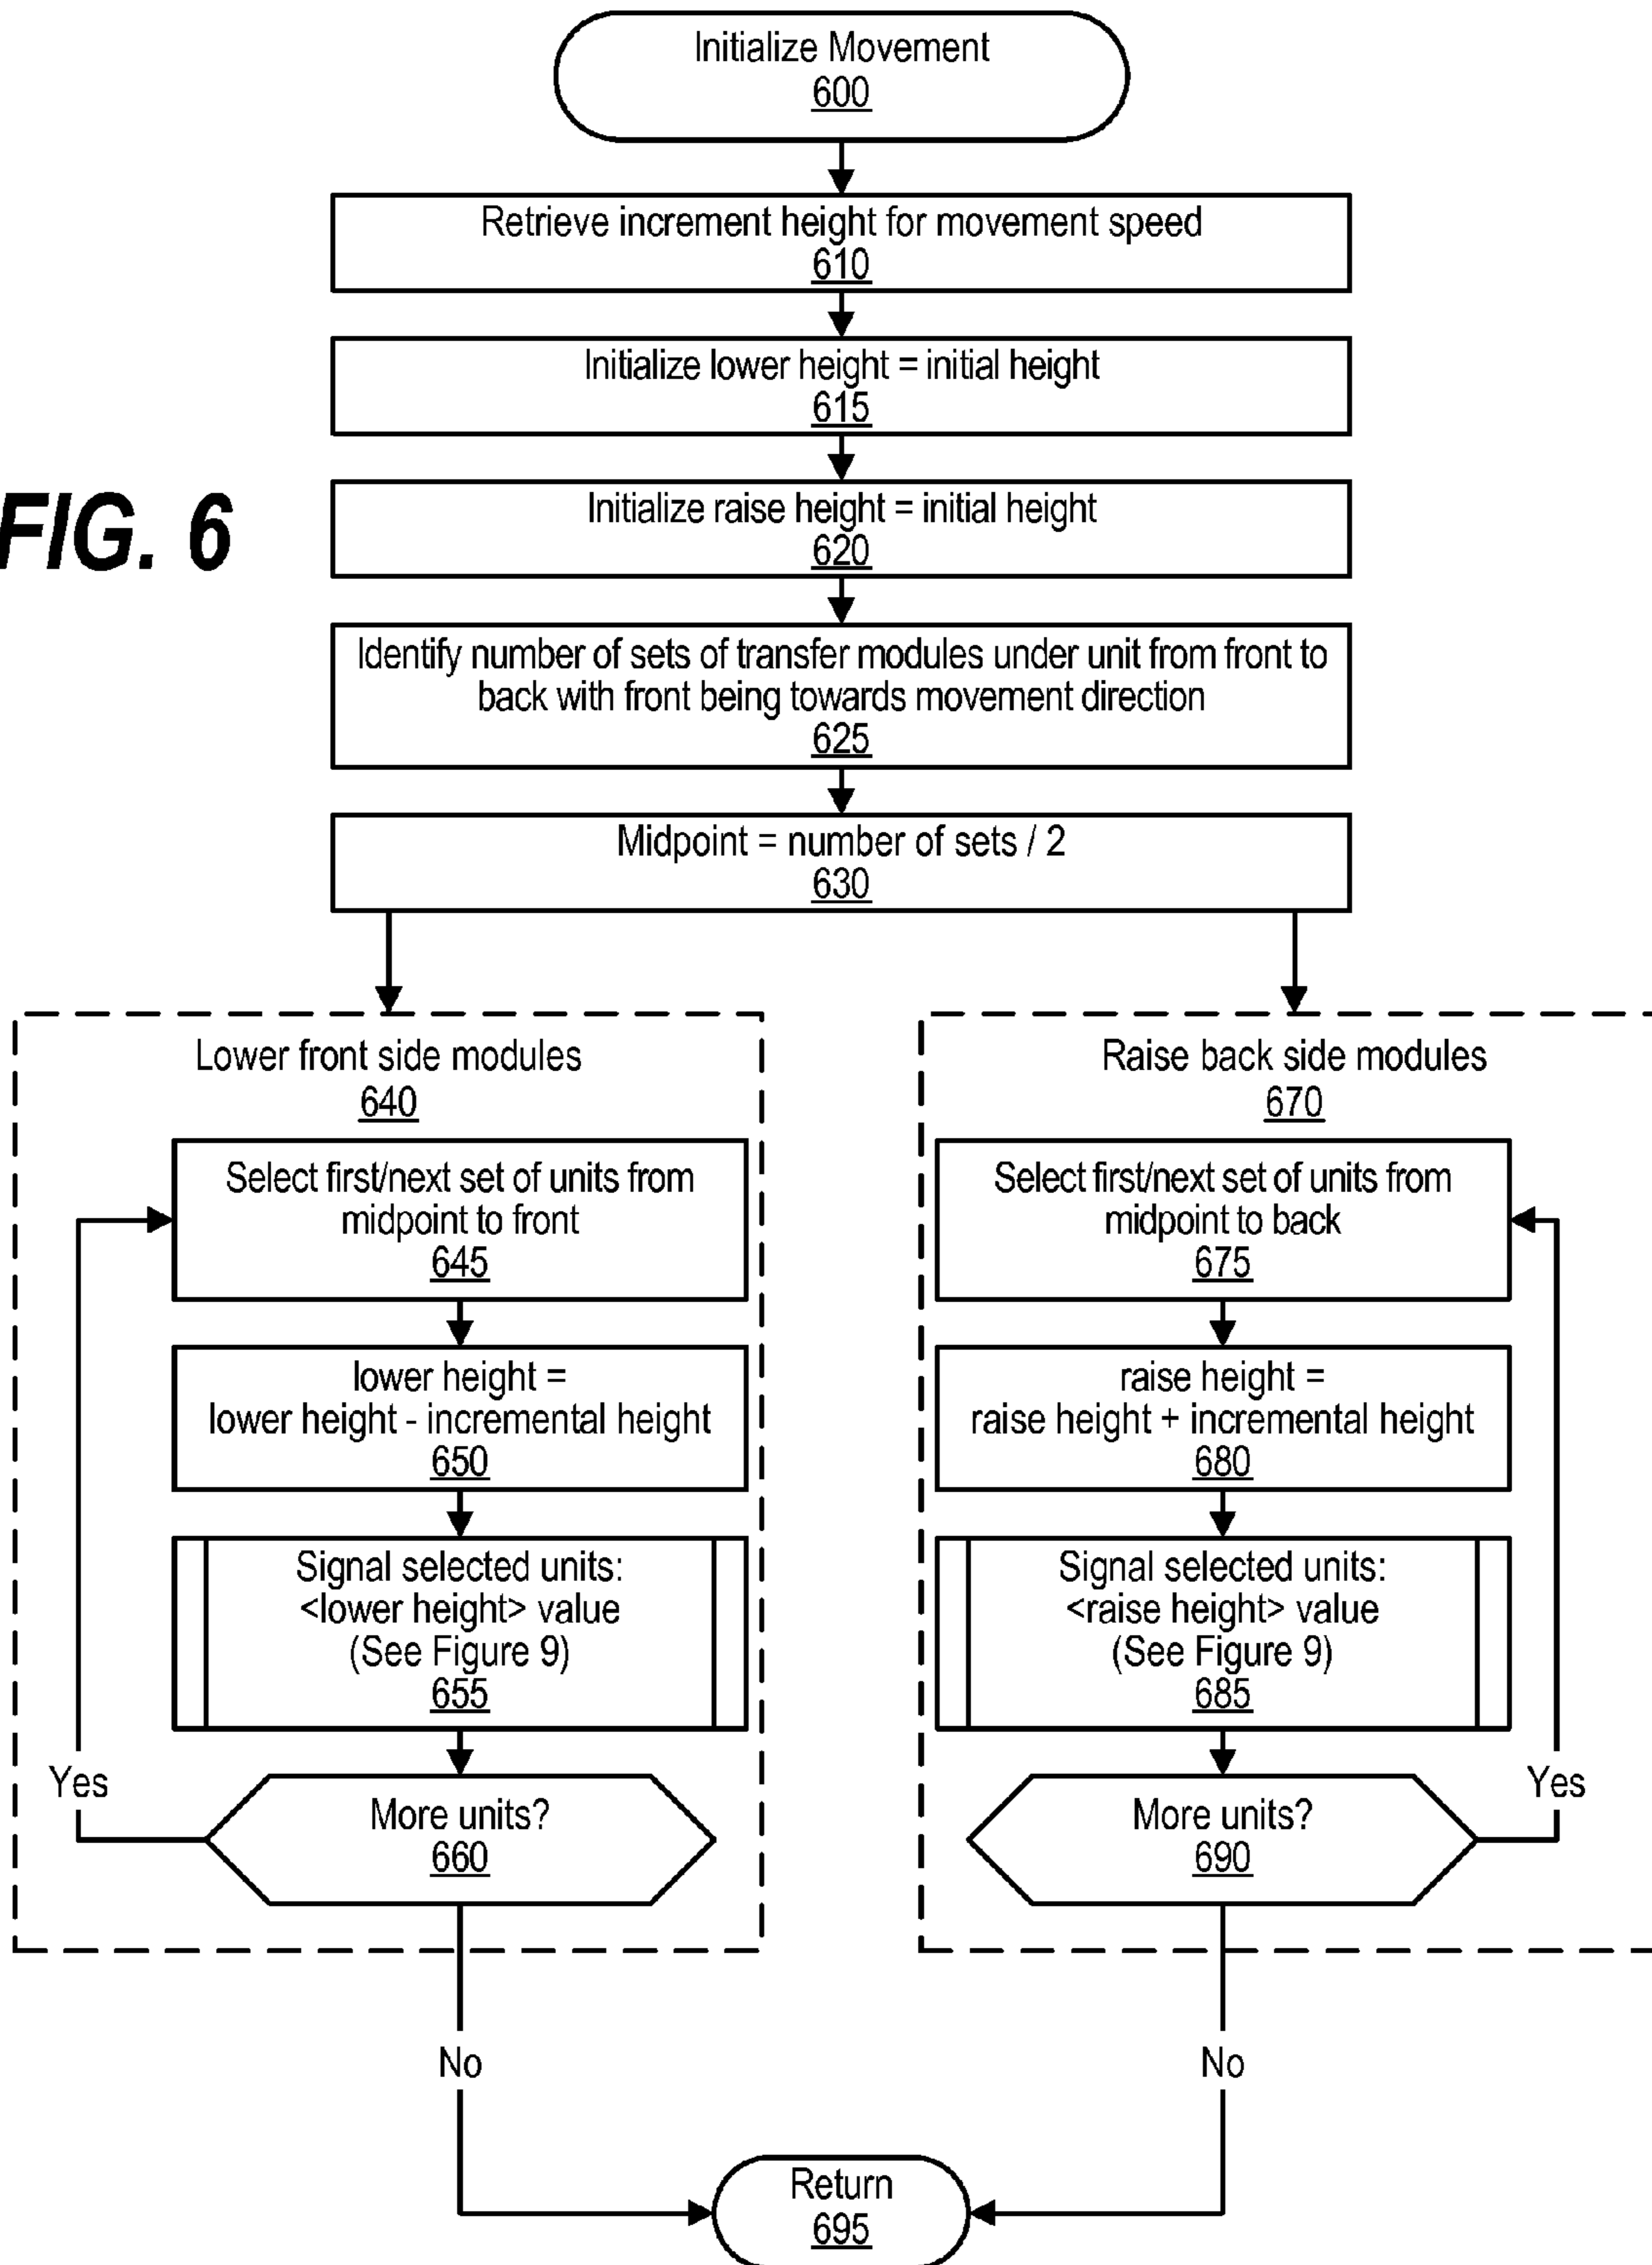 Initialize Movement
600
Retrieve increment height for movement speed
610
Initialize lower height = initial height
615
FIG. 6
Initialize raise height = initial height
620
Identify number of sets of transfer modules under unit from front to
back with front being towards movement direction
625
Midpoint = number of sets / 2
630
Lower front side modules
640
Select first/next set of units from
midpoint to front
645
lower height =
lower height - incremental height
650
Signal selected units:
<lower height> value
(See Figure 9)
655
Yes
More units?
660
No
Raise back side modules
670
Select first/next set of units from
midpoint to back
675
raise height =
raise height + incremental height
680
Signal selected units:
<raise height> value
(See Figure 9)
685
Yes
More units?
690
No
Return
695